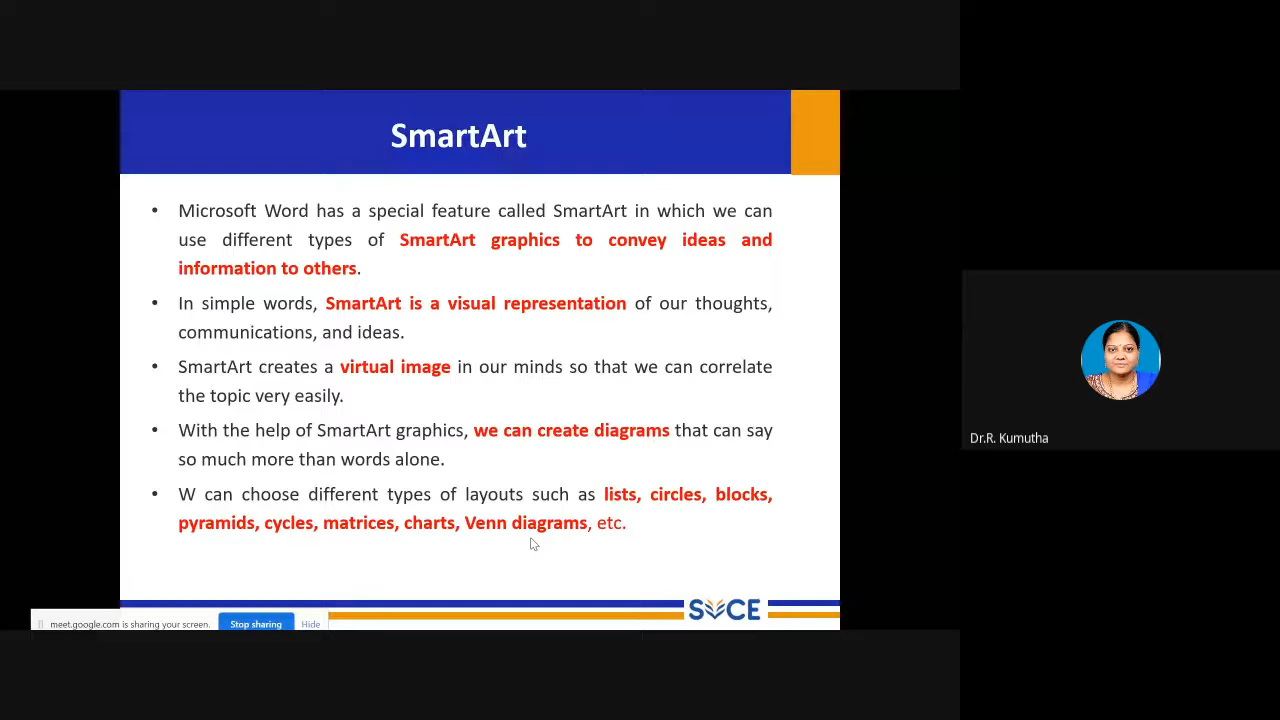 SmartArt
• Microsoft Word has a special feature called SmartArt in which we can
use different types of SmartArt graphics to convey ideas and
information to others.
• In simple words, SmartArt is a visual representation of our thoughts,
communications, and ideas.
• SmartArt creates a virtual image in our minds so that we can correlate
the topic very easily.
• With the help of SmartArt graphics, we can create diagrams that can say
so much more than words alone.
• W can choose different types of layouts such as lists, circles, blocks,
pyramids, cycles, matrices, charts, Venn diagrams, etc.
SVCE
meet.google.com is sharing your screen. Stop sharing Hide
Dr.R. Kumutha